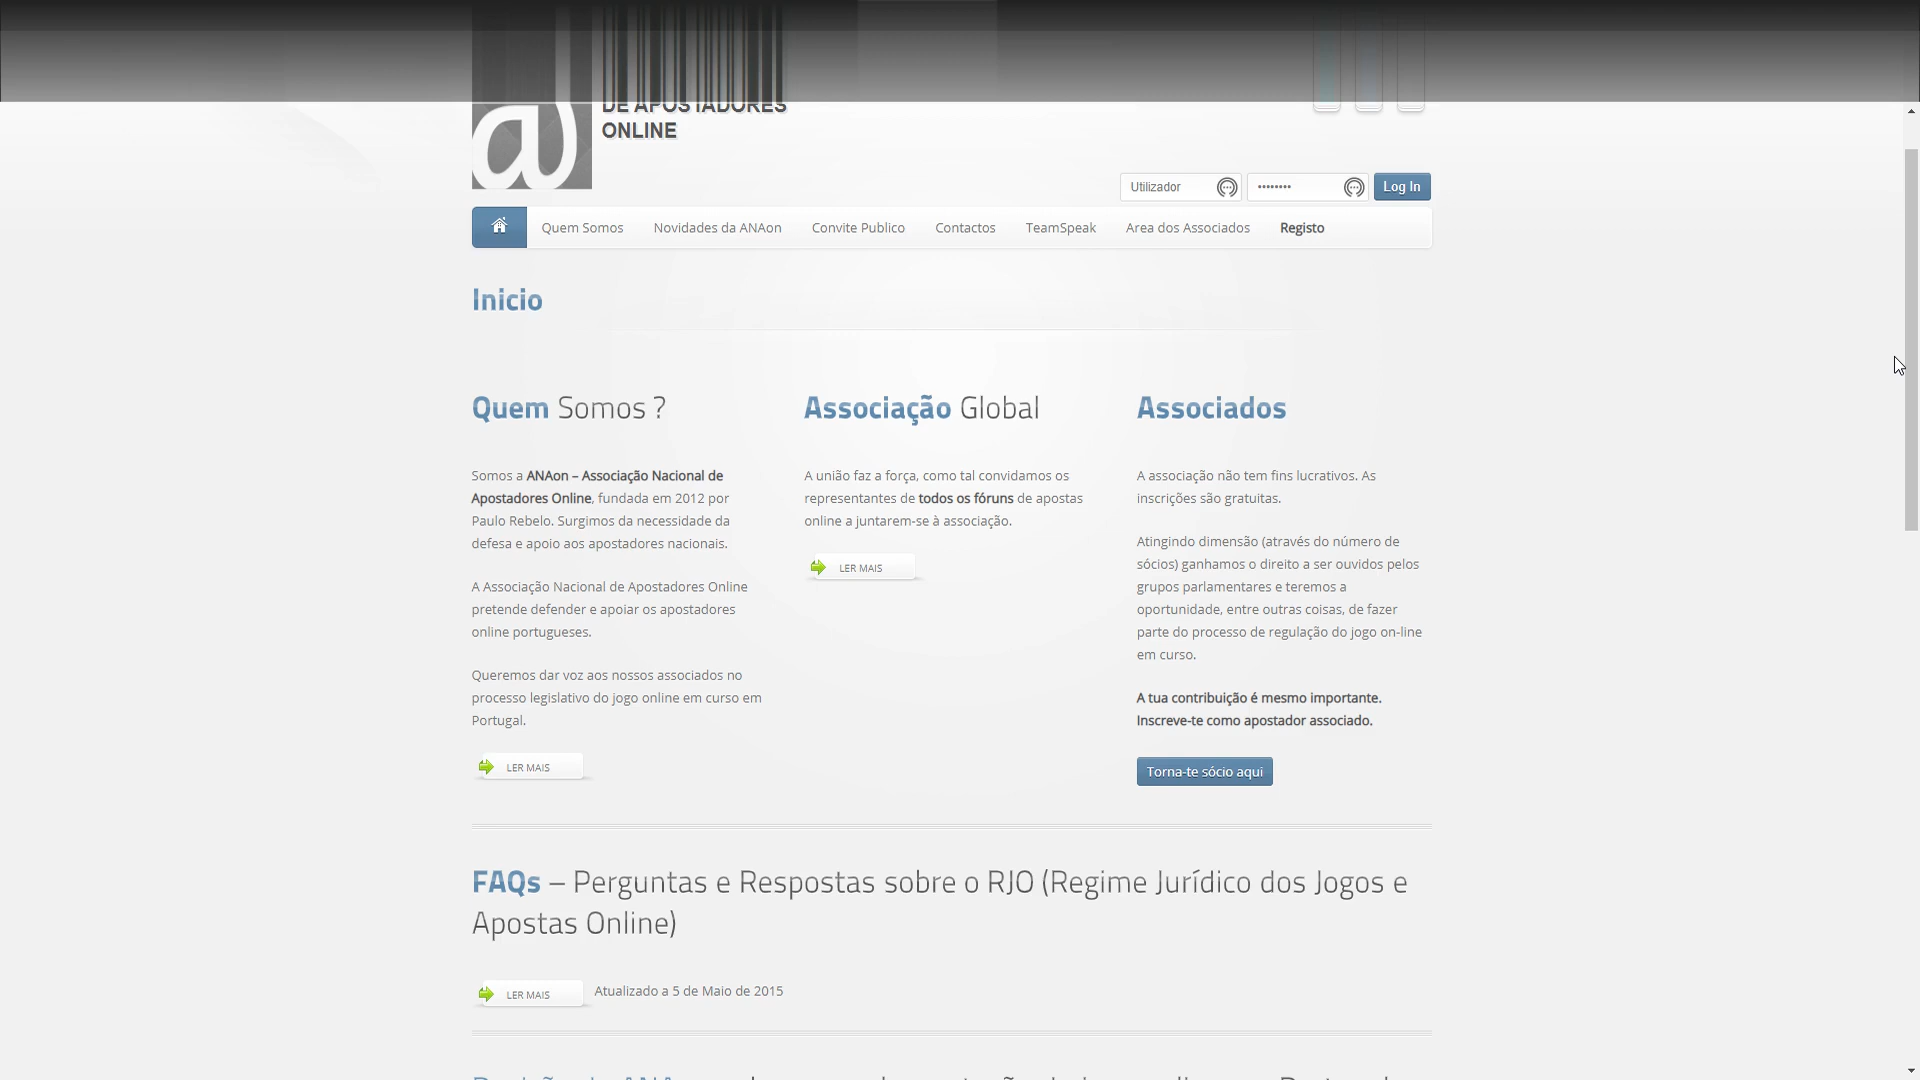 DE APOSTADORES
ONLINE
Utilizador
••••••••
Log In
Quem Somos
Novidades da ANAon
Convite Publico
Contactos
TeamSpeak
Area dos Associados
Registo
Inicio
Quem Somos ?
Somos a ANAon – Associação Nacional de
Apostadores Online, fundada em 2012 por
Paulo Rebelo. Surgimos da necessidade da
defesa e apoio aos apostadores nacionais.
A Associação Nacional de Apostadores Online
pretende defender e apoiar os apostadores
online portugueses.
Queremos dar voz aos nossos associados no
processo legislativo do jogo online em curso em
Portugal.
LER MAIS
Associação Global
A união faz a força, como tal convidamos os
representantes de todos os fóruns de apostas
online a juntarem-se à associação.
LER MAIS
Associados
A associação não tem fins lucrativos. As
inscrições são gratuitas.
Atingindo dimensão (através do número de
sócios) ganhamos o direito a ser ouvidos pelos
grupos parlamentares e teremos a
oportunidade, entre outras coisas, de fazer
parte do processo de regulação do jogo on-line
em curso.
A tua contribuição é mesmo importante.
Inscreve-te como apostador associado.
Torna-te sócio aqui
FAQs – Perguntas e Respostas sobre o RJO (Regime Jurídico dos Jogos e
Apostas Online)
LER MAIS
Atualizado a 5 de Maio de 2015